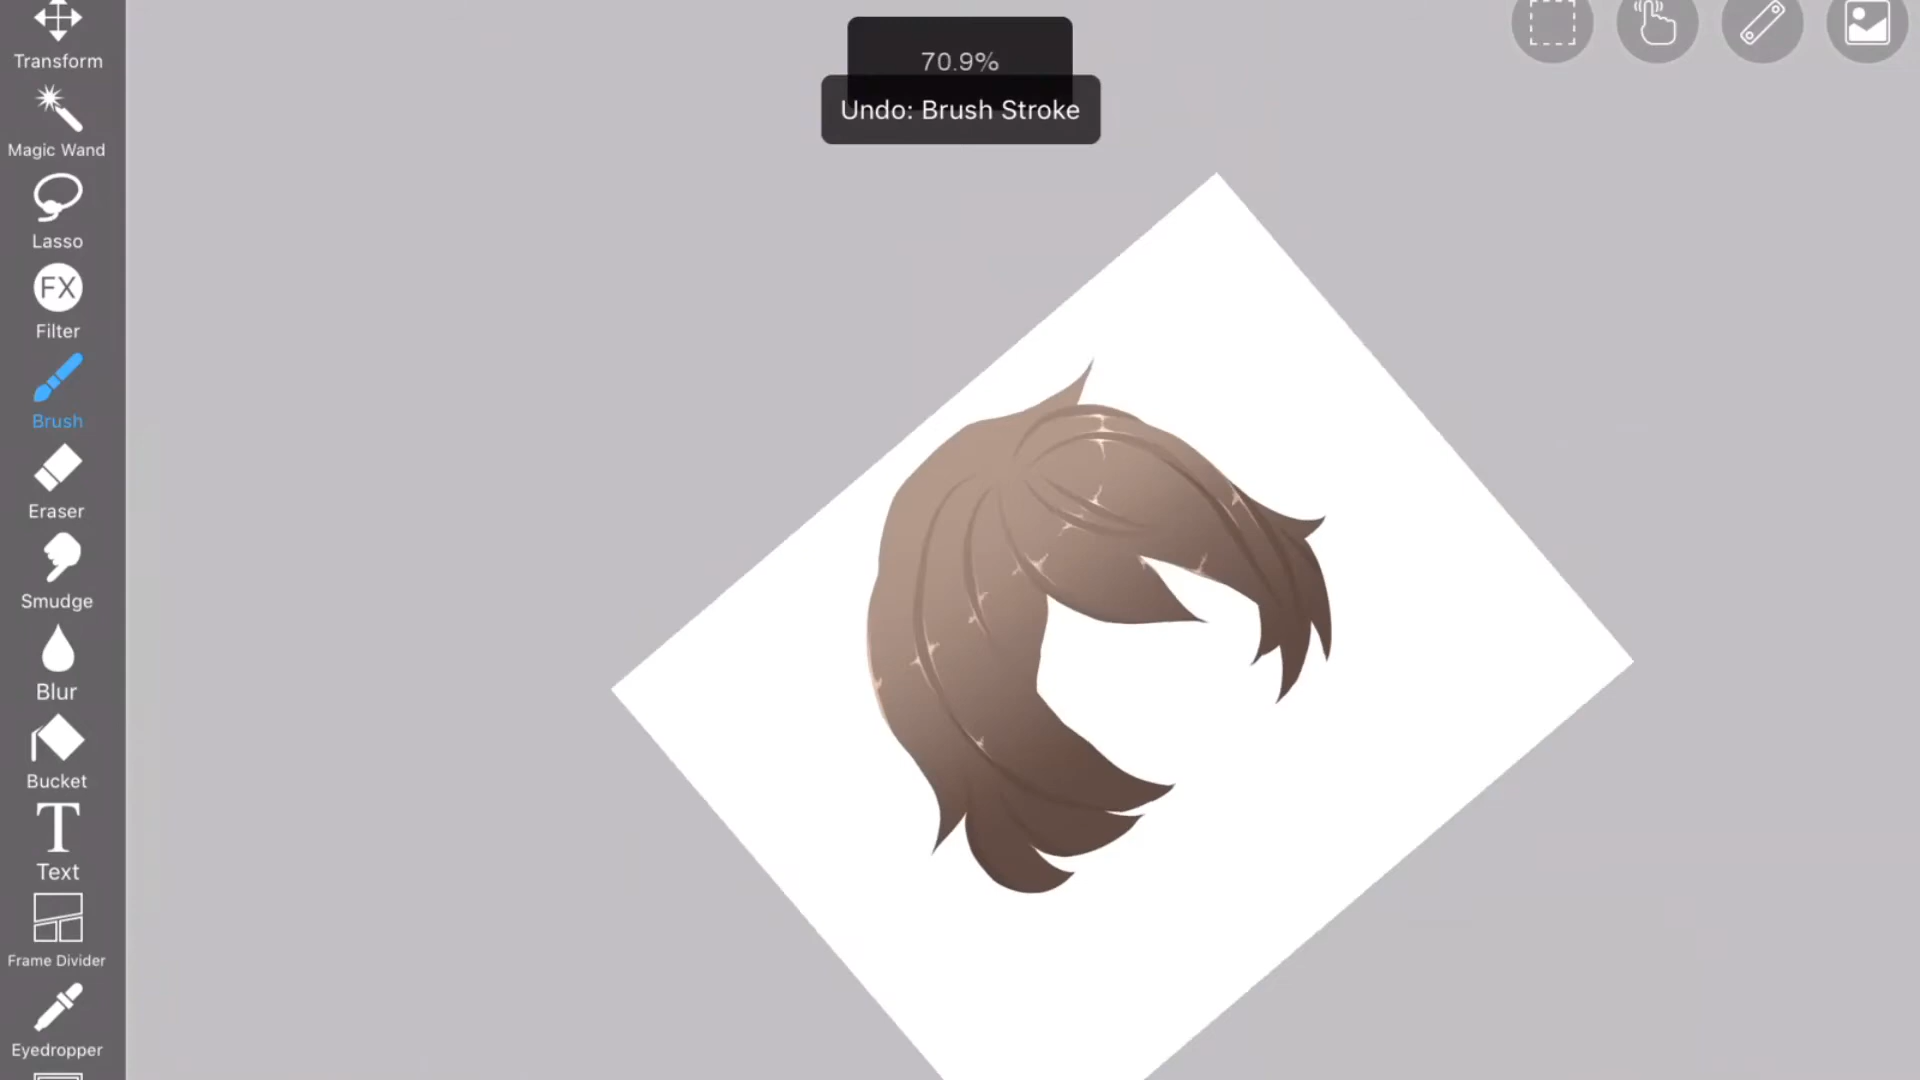 Transform
Magic Wand
Lasso
FX
Filter
Brush
Eraser
Smudge
Blur
Bucket
T
Text
Frame Divider
Eyedropper
70.9%
Undo: Brush Stroke